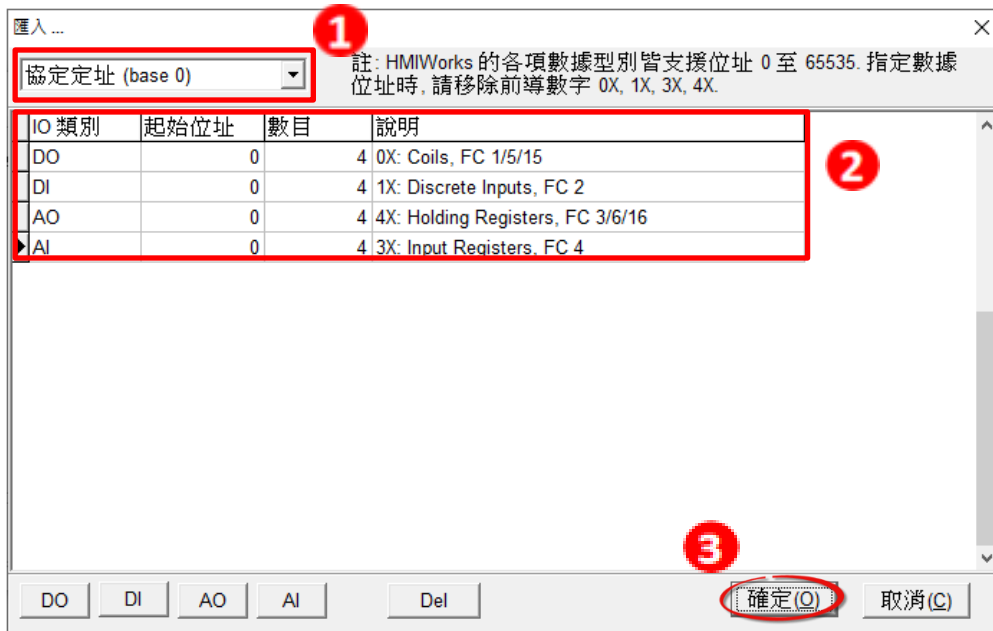 匯入 ...
1
協定定址 (base 0)
註: HMIWorks 的各項數據型別皆支援位址 0 至 65535. 指定數據
位址時, 請移除前導數字 0X, 1X, 3X, 4X.
IO 類別 起始位址 數目 說明
DO 0 4 0X: Coils, FC 1/5/15
DI 0 4 1X: Discrete Inputs, FC 2
AO 0 4 4X: Holding Registers, FC 3/6/16
AI 0 4 3X: Input Registers, FC 4
2
3
DO DI AO AI Del 確定(O) 取消(C)